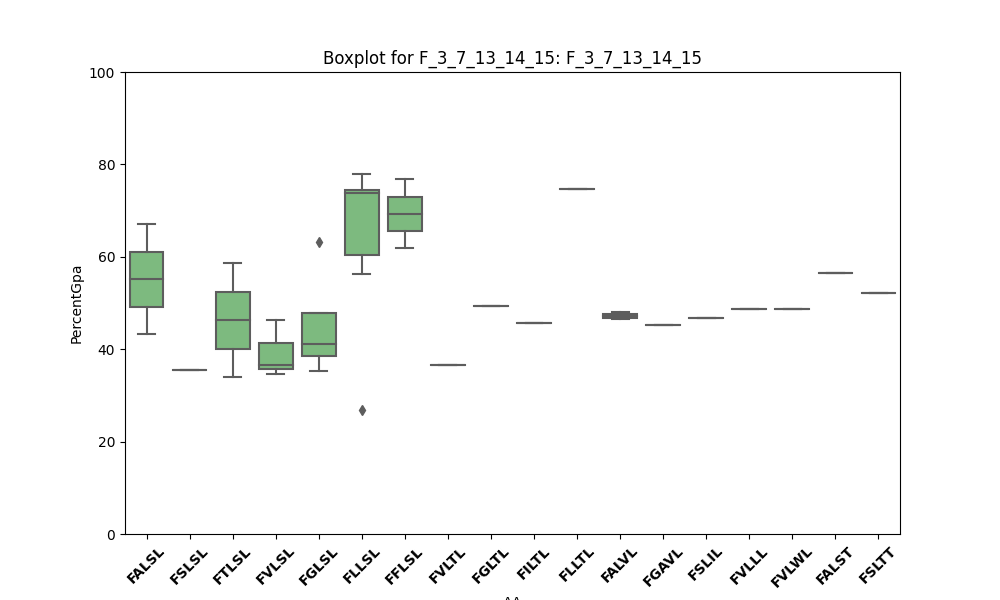 Boxplot for F_3_7_13_14_15: F_3_7_13_14_15
PercentGpa
100
80
60
40
20
0
FALSL
FSLSL
FTLSL
FVLSL
FGLSL
FLLSL
FFLSL
FVLTL
FGLTL
FILTL
FLLTL
FALVL
FGAVL
FSLIL
FVLLL
FVLWL
FALST
FSLTT